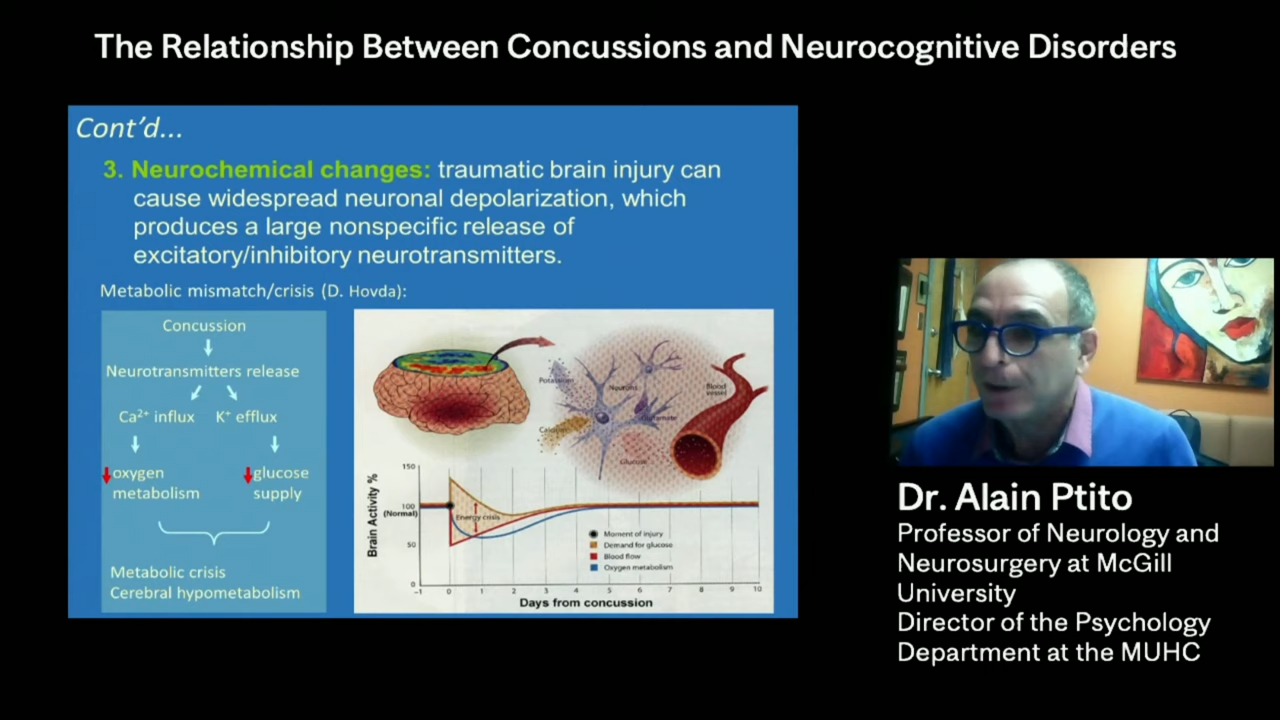 The Relationship Between Concussions and Neurocognitive Disorders
Cont'd...
3. Neurochemical changes: traumatic brain injury can
cause widespread neuronal depolarization, which
produces a large nonspecific release of
excitatory/inhibitory neurotransmitters.
Metabolic mismatch/crisis (D. Hovda):
Concussion
Neurotransmitters release
Ca²⁺ influx K⁺ efflux
oxygen metabolism
glucose supply
Metabolic crisis
Cerebral hypometabolism
Potassium
Neurons
Blood vessel
Calcium
Glutamate
Glucose
Brain Activity %
150
100
(Normal)
50
0
Energy crisis
Moment of injury
Demand for glucose
Blood flow
Oxygen metabolism
-1 0 1 2 3 4 5 6 7 8 9 10
Days from concussion
Dr. Alain Ptito
Professor of Neurology and
Neurosurgery at McGill
University
Director of the Psychology
Department at the MUHC